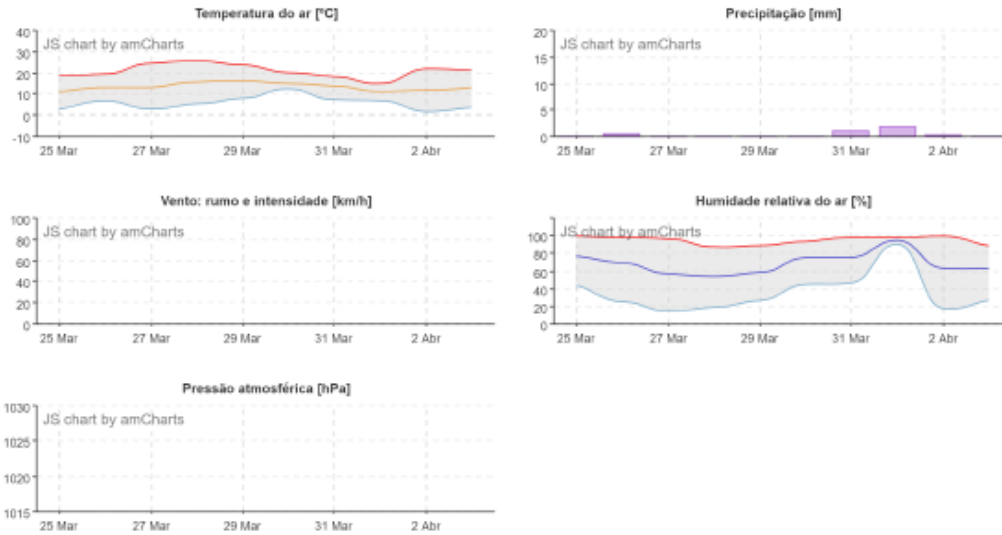 Temperatura do ar [ºC]
JS chart by amCharts
40
30
20
10
0
-10
25 Mar 27 Mar 29 Mar 31 Mar 2 Abr
Precipitação [mm]
JS chart by amCharts
20
15
10
5
0
25 Mar 27 Mar 29 Mar 31 Mar 2 Abr
Vento: rumo e intensidade [km/h]
JS chart by amCharts
100
80
60
40
20
0
25 Mar 27 Mar 29 Mar 31 Mar 2 Abr
Humidade relativa do ar [%]
JS chart by amCharts
100
80
60
40
20
0
25 Mar 27 Mar 29 Mar 31 Mar 2 Abr
Pressão atmosférica [hPa]
JS chart by amCharts
1030
1025
1020
1015
25 Mar 27 Mar 29 Mar 31 Mar 2 Abr